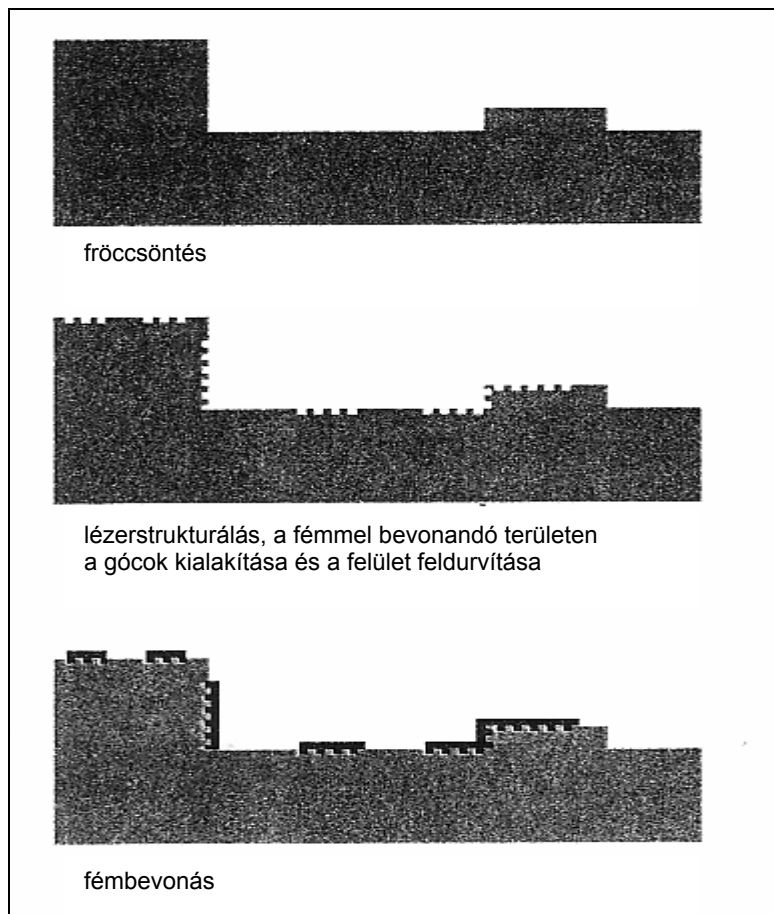 fröccsöntés
lézerstrukturálás, a fémmel bevonandó területen
a gócok kialakítása és a felület feldurvítása
fémbevonás